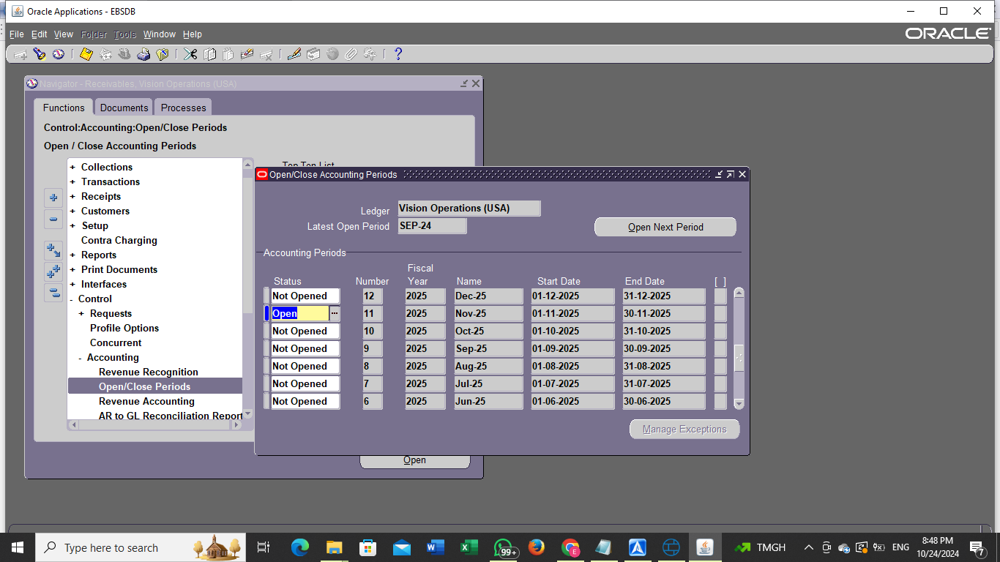 Oracle Applications - EBSDB
File Edit View Folder Tools Window Help
ORACLE
Navigator - Receivables, Vision Operations (USA)
Functions Documents Processes
Control:Accounting:Open/Close Periods
Open / Close Accounting Periods
Top Ten List
+ Collections
+ Transactions
+ Receipts
+ Customers
+ Setup
Contra Charging
+ Reports
+ Print Documents
+ Interfaces
- Control
+ Requests
Profile Options
Concurrent
- Accounting
Revenue Recognition
Open/Close Periods
Revenue Accounting
AR to GL Reconciliation Report
Open
Open/Close Accounting Periods
Ledger Vision Operations (USA)
Latest Open Period SEP-24
Open Next Period
Accounting Periods
Fiscal
Status Number Year Name Start Date End Date [ ]
Not Opened 12 2025 Dec-25 01-12-2025 31-12-2025
Open ... 11 2025 Nov-25 01-11-2025 30-11-2025
Not Opened 10 2025 Oct-25 01-10-2025 31-10-2025
Not Opened 9 2025 Sep-25 01-09-2025 30-09-2025
Not Opened 8 2025 Aug-25 01-08-2025 31-08-2025
Not Opened 7 2025 Jul-25 01-07-2025 31-07-2025
Not Opened 6 2025 Jun-25 01-06-2025 30-06-2025
Manage Exceptions
Type here to search
99+
E
TMGH
ENG
8:48 PM
10/24/2024
7